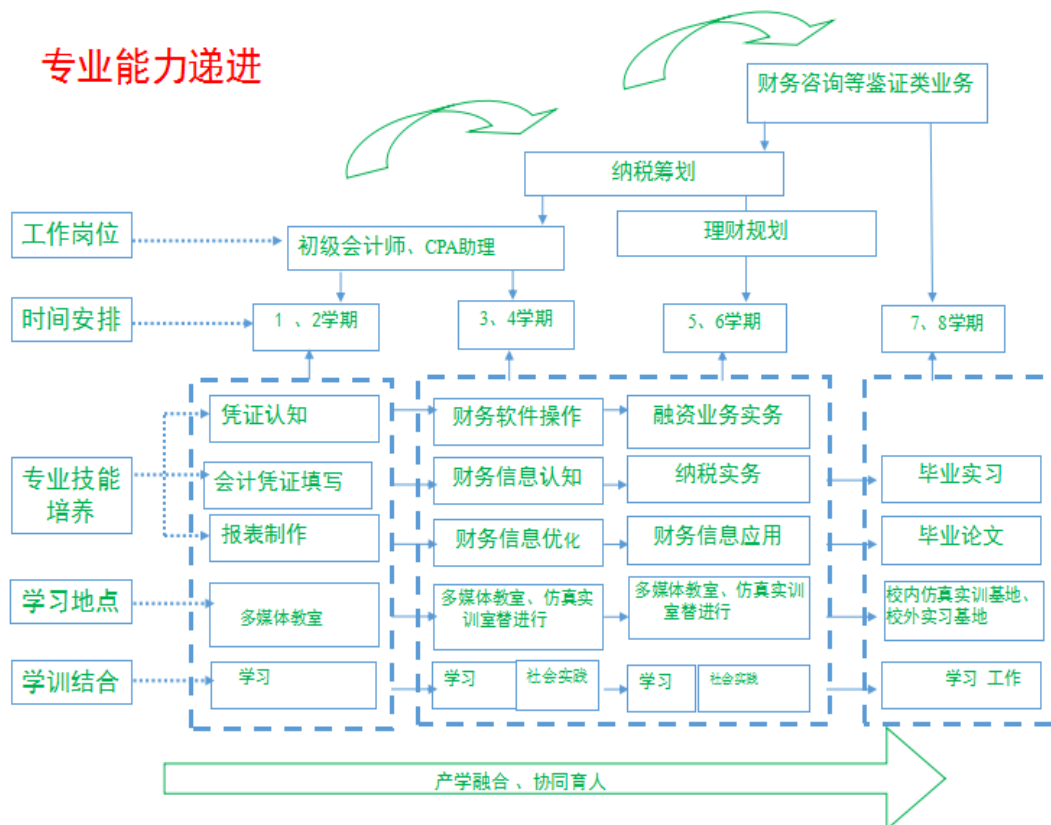 专业能力递进
财务咨询等鉴证类业务
纳税筹划
工作岗位
初级会计师、CPA助理
理财规划
时间安排
1 、2学期
3、4学期
5、6学期
7、8学期
专业技能
培养
凭证认知
财务软件操作
融资业务实务
会计凭证填写
财务信息认知
纳税实务
毕业实习
报表制作
财务信息优化
财务信息应用
毕业论文
学习地点
多媒体教室
多媒体教室、仿真实
训室替进行
多媒体教室、仿真实训
室替进行
校内仿真实训基地、
校外实习基地
学训结合
学习
学习
社会实践
学习
社会实践
学习 工作
产学融合 、协同育人